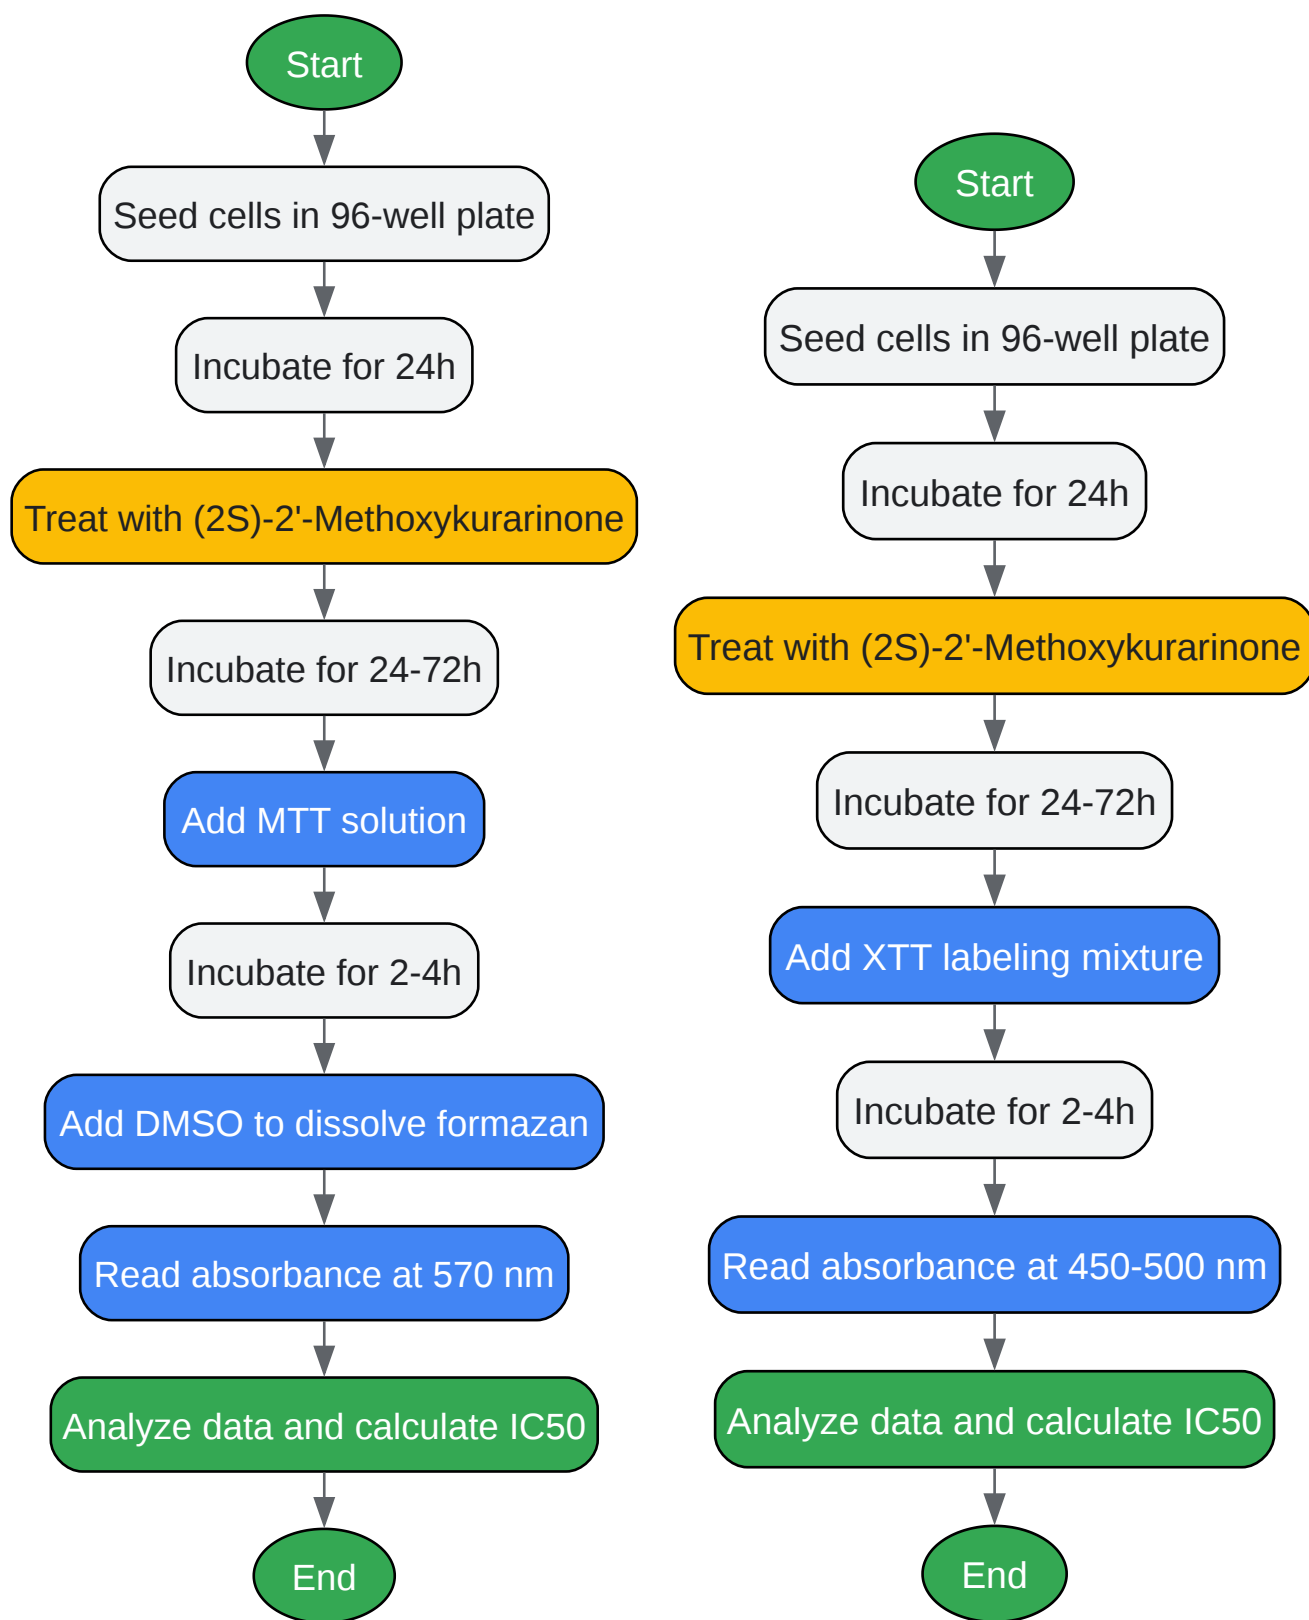 Start
Seed cells in 96-well plate
Incubate for 24h
Treat with (2S)-2'-Methoxykurarinone
Incubate for 24-72h
Add MTT solution
Incubate for 2-4h
Add DMSO to dissolve formazan
Read absorbance at 570 nm
Analyze data and calculate IC50
End
Start
Seed cells in 96-well plate
Incubate for 24h
Treat with (2S)-2'-Methoxykurarinone
Incubate for 24-72h
Add XTT labeling mixture
Incubate for 2-4h
Read absorbance at 450-500 nm
Analyze data and calculate IC50
End